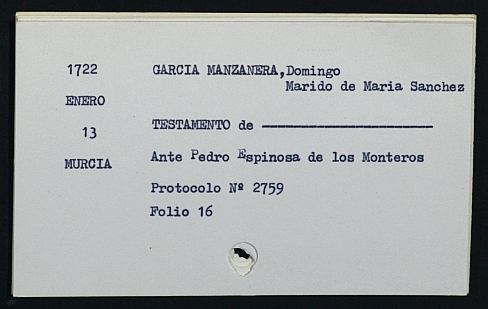 1722 GARCIA MANZANERA,Domingo
Marido de Maria Sanchez
ENERO
13 TESTAMENTO de ----------------------
MURCIA Ante Pedro Espinosa de los Monteros
Protocolo Nº 2759
Folio 16